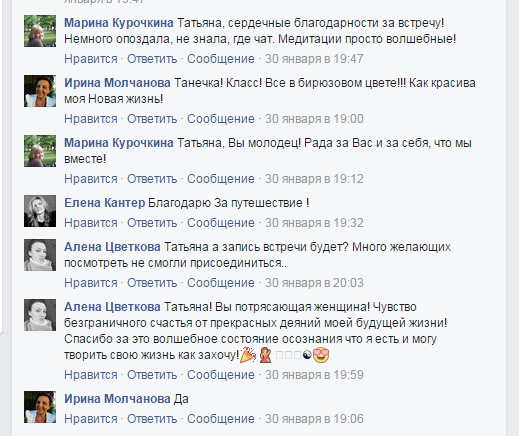 Марина Курочкина Татьяна, сердечные благодарности за встречу!
Немного опоздала, не знала, где чат. Медитации просто волшебные!
Нравится · Ответить · Сообщение · 30 января в 19:47
Ирина Молчанова Танечка! Класс! Все в бирюзовом цвете!!! Как красива
моя Новая жизнь!
Нравится · Ответить · Сообщение · 30 января в 19:00
Марина Курочкина Татьяна, Вы молодец! Рада за Вас и за себя, что мы
вместе!
Нравится · Ответить · Сообщение · 30 января в 19:12
Елена Кантер Благодарю За путешествие !
Нравится · Ответить · Сообщение · 30 января в 19:32
Алена Цветкова Татьяна а запись встречи будет? Много желающих
посмотреть не смогли присоединиться..
Нравится · Ответить · Сообщение · 30 января в 20:03
Алена Цветкова Татьяна! Вы потрясающая женщина! Чувство
безграничного счастья от прекрасных деяний моей будущей жизни!
Спасибо за это волшебное состояние осознания что я есть и могу
творить свою жизнь как захочу!
Нравится · Ответить · Сообщение · 30 января в 19:59
Ирина Молчанова Да
Нравится · Ответить · Сообщение · 30 января в 19:06